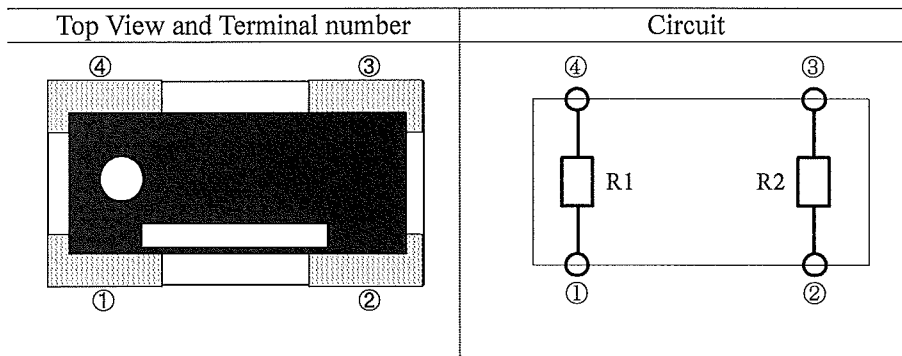 Top View and Terminal number
Circuit
④ ③
④ ③
R1 R2
① ②
① ②